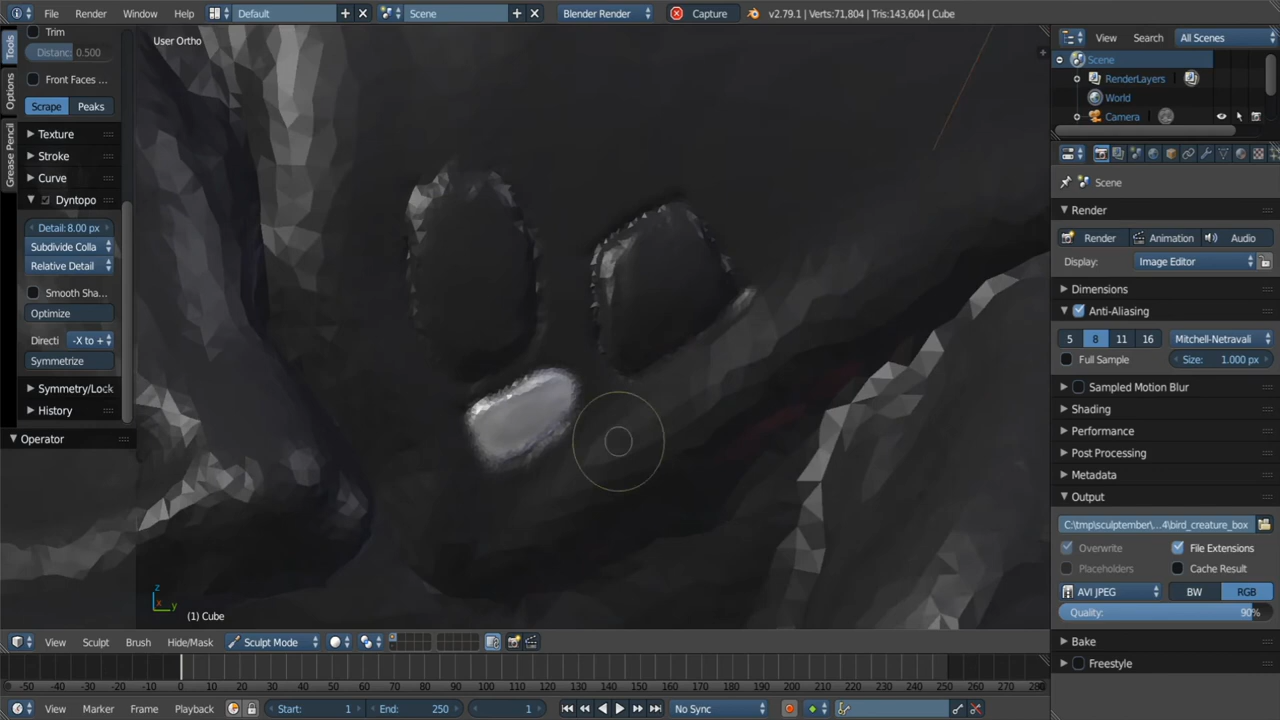 File Render Window Help Default Scene Blender Render Capture v2.79.1 | Verts:71,804 | Tris:143,604 | Cube
Tools
Options
Grease Pencil
Trim
Distanc: 0.500
Front Faces ...
Scrape Peaks
Texture
Stroke
Curve
Dyntopo
Detail:8.00 px
Subdivide Colla
Relative Detail
Smooth Sha...
Optimize
Directi -X to +
Symmetrize
Symmetry/Lock
History
Operator
User Ortho
z
x y
(1) Cube
View Search All Scenes
Scene
RenderLayers
World
Camera
Scene
Render
Render Animation Audio
Display: Image Editor
Dimensions
Anti-Aliasing
5 8 11 16 Mitchell-Netravali
Full Sample Size: 1.000 px
Sampled Motion Blur
Shading
Performance
Post Processing
Metadata
Output
C:\tmp\sculptember\...4\bird_creature_box
Overwrite File Extensions
Placeholders Cache Result
AVI JPEG BW RGB
Quality: 90%
Bake
Freestyle
View Sculpt Brush Hide/Mask Sculpt Mode
-50 -40 -30 -20 -10 0 10 20 30 40 50 60 70 80 90 100 110 120 130 140 150 160 170 180 190 200 210 220 230 240 250 260 270 280
View Marker Frame Playback Start: 1 End: 250 1 No Sync